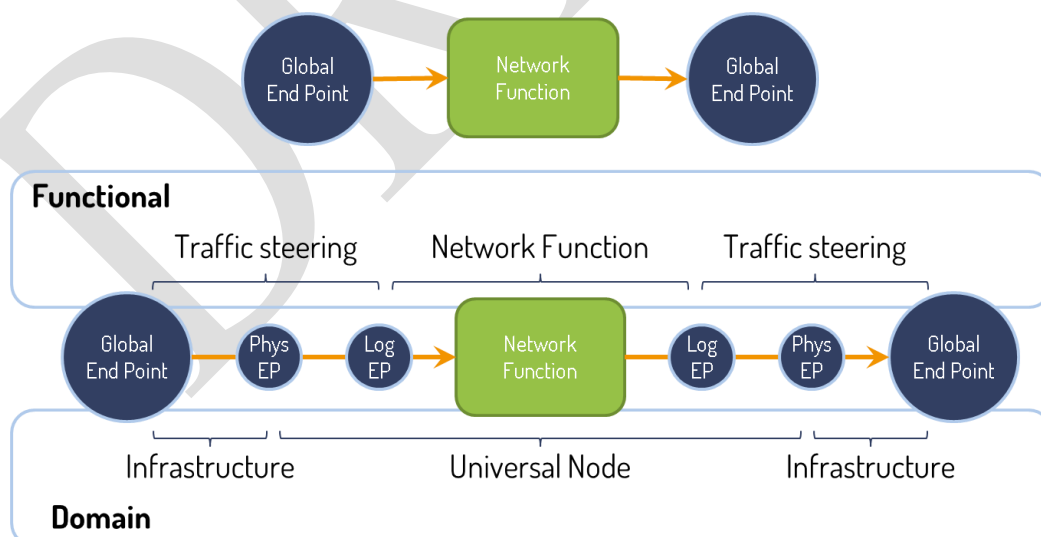 Global
End Point
Network
Function
Global
End Point
Functional
Traffic steering
Network Function
Traffic steering
Global
End Point
Phys
EP
Log
EP
Network
Function
Log
EP
Phys
EP
Global
End Point
Infrastructure
Universal Node
Infrastructure
Domain